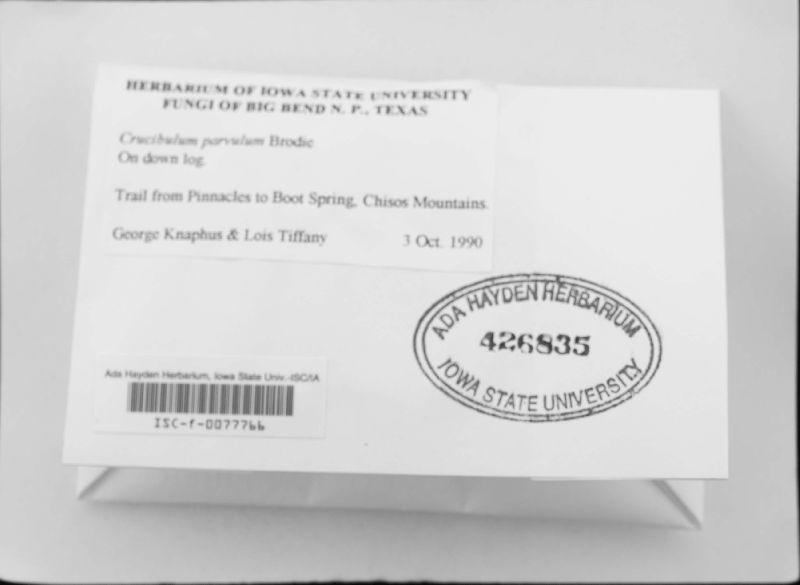 HERBARIUM OF IOWA STATE UNIVERSITY
FUNGI OF BIG BEND N. P., TEXAS
Crucibulum parvulum Brodie
On down log.
Trail from Pinnacles to Boot Spring, Chisos Mountains.
George Knaphus & Lois Tiffany 3 Oct. 1990
ADA HAYDEN HERBARIUM
426835
IOWA STATE UNIVERSITY
Ada Hayden Herbarium, Iowa State Univ.-ISC/IA
ISC-f-0077766